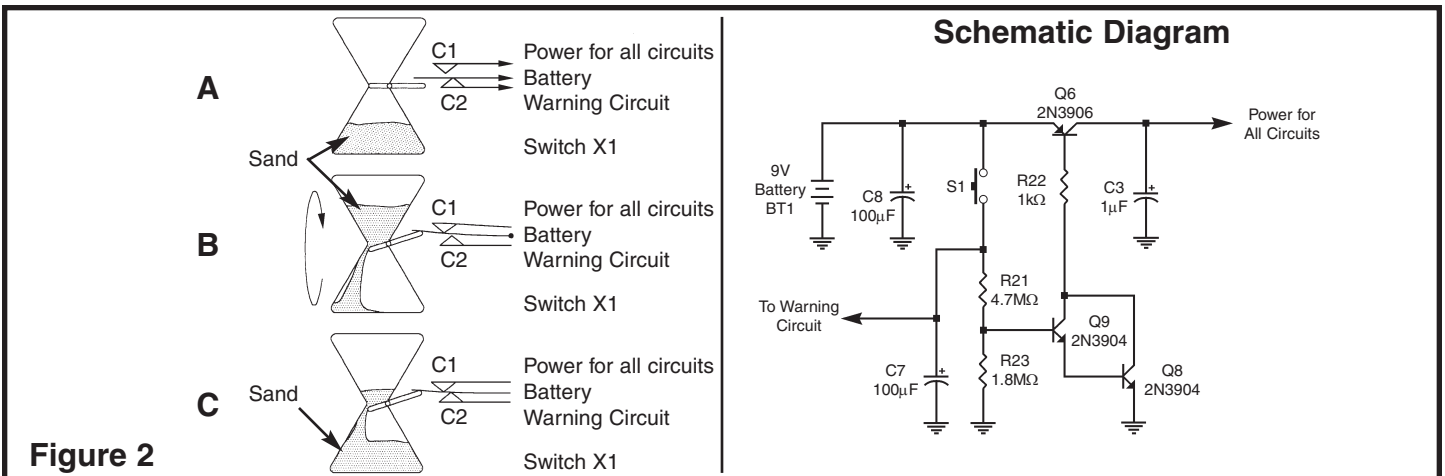 A
C1
Power for all circuits
Battery
C2
Warning Circuit
Switch X1
Sand
B
C1
Power for all circuits
Battery
C2
Warning Circuit
Switch X1
C
C1
Power for all circuits
Battery
C2
Warning Circuit
Sand
Switch X1
Figure 2
Schematic Diagram
Q6
2N3906
Power for
All Circuits
9V
Battery
BT1
C8
100μF
+
S1
R22
1kΩ
C3
1μF
+
R21
4.7MΩ
To Warning
Circuit
Q9
2N3904
C7
100μF
+
R23
1.8MΩ
Q8
2N3904